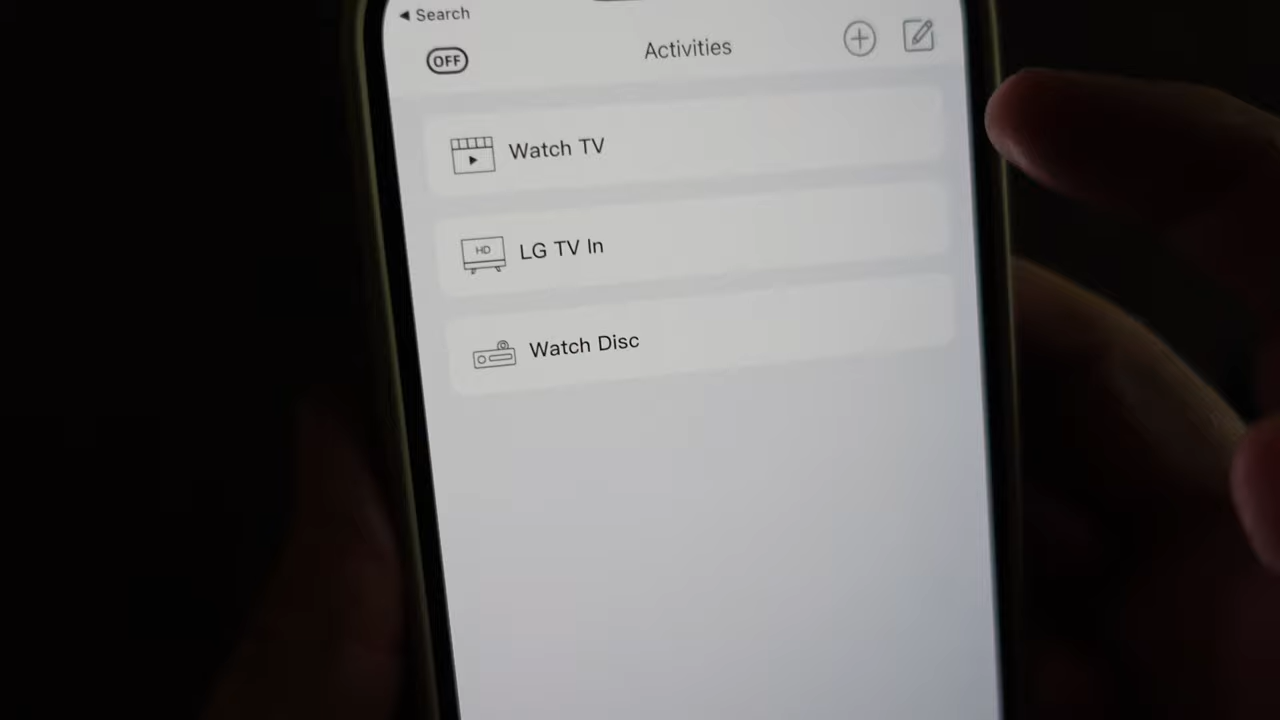 ◀ Search
OFF
Activities
Watch TV
HD
LG TV In
Watch Disc